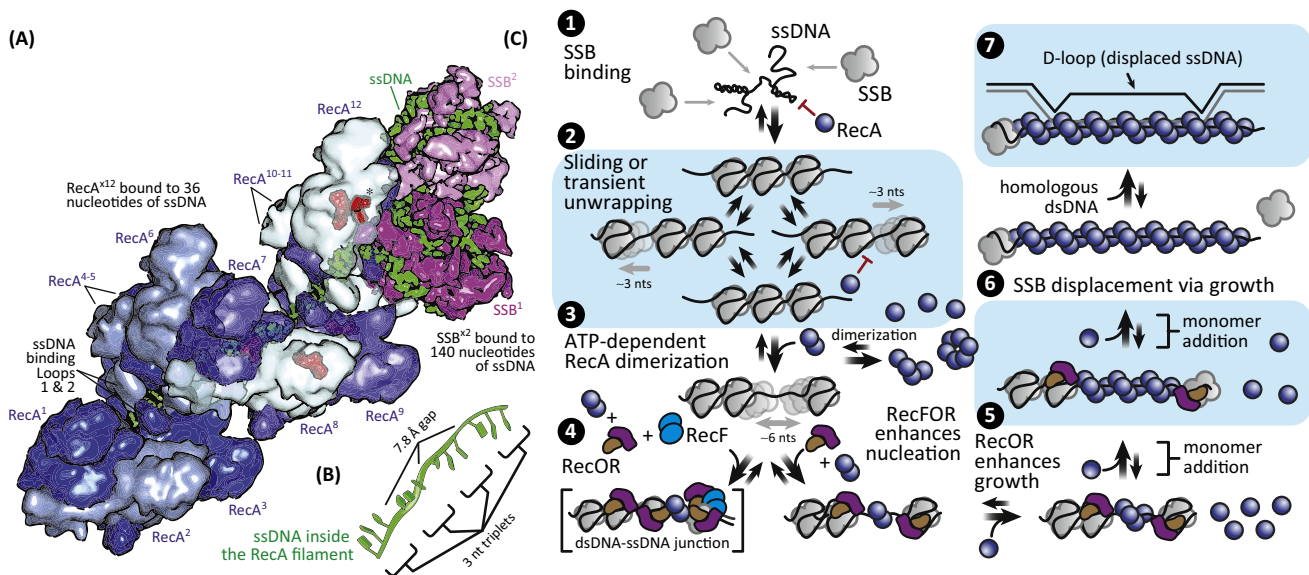 (A)
RecA¹²
ssDNA
SSB²
RecA¹⁰⁻¹¹
RecAˣ¹² bound to 36
nucleotides of ssDNA
*
RecA⁶
RecA⁷
RecA⁴⁻⁵
ssDNA
binding
Loops
1 & 2
SSB¹
SSBˣ² bound to
140 nucleotides
of ssDNA
RecA¹
RecA⁹
RecA⁸
RecA³
RecA²
(B)
7.8 Å gap
ssDNA inside
the RecA filament
3 nt triplets
(C)
1
SSB
binding
ssDNA
SSB
RecA
2
Sliding or
transient
unwrapping
~3 nts
~3 nts
3
ATP-dependent
RecA dimerization
dimerization
~6 nts
4
+
+
RecF
RecOR
RecFOR
enhances
nucleation
+
dsDNA-ssDNA junction
5
RecOR
enhances
growth
monomer
addition
6
SSB displacement via growth
monomer
addition
7
D-loop (displaced ssDNA)
homologous
dsDNA